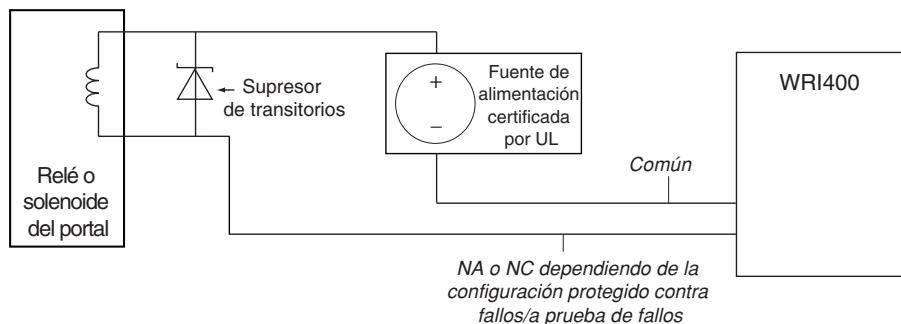 Relé o
solenoide
del portal
Supresor
de transitorios
+
–
Fuente de
alimentación
certificada
por UL
WRI400
Común
NA o NC dependiendo de la
configuración protegido contra
fallos/a prueba de fallos